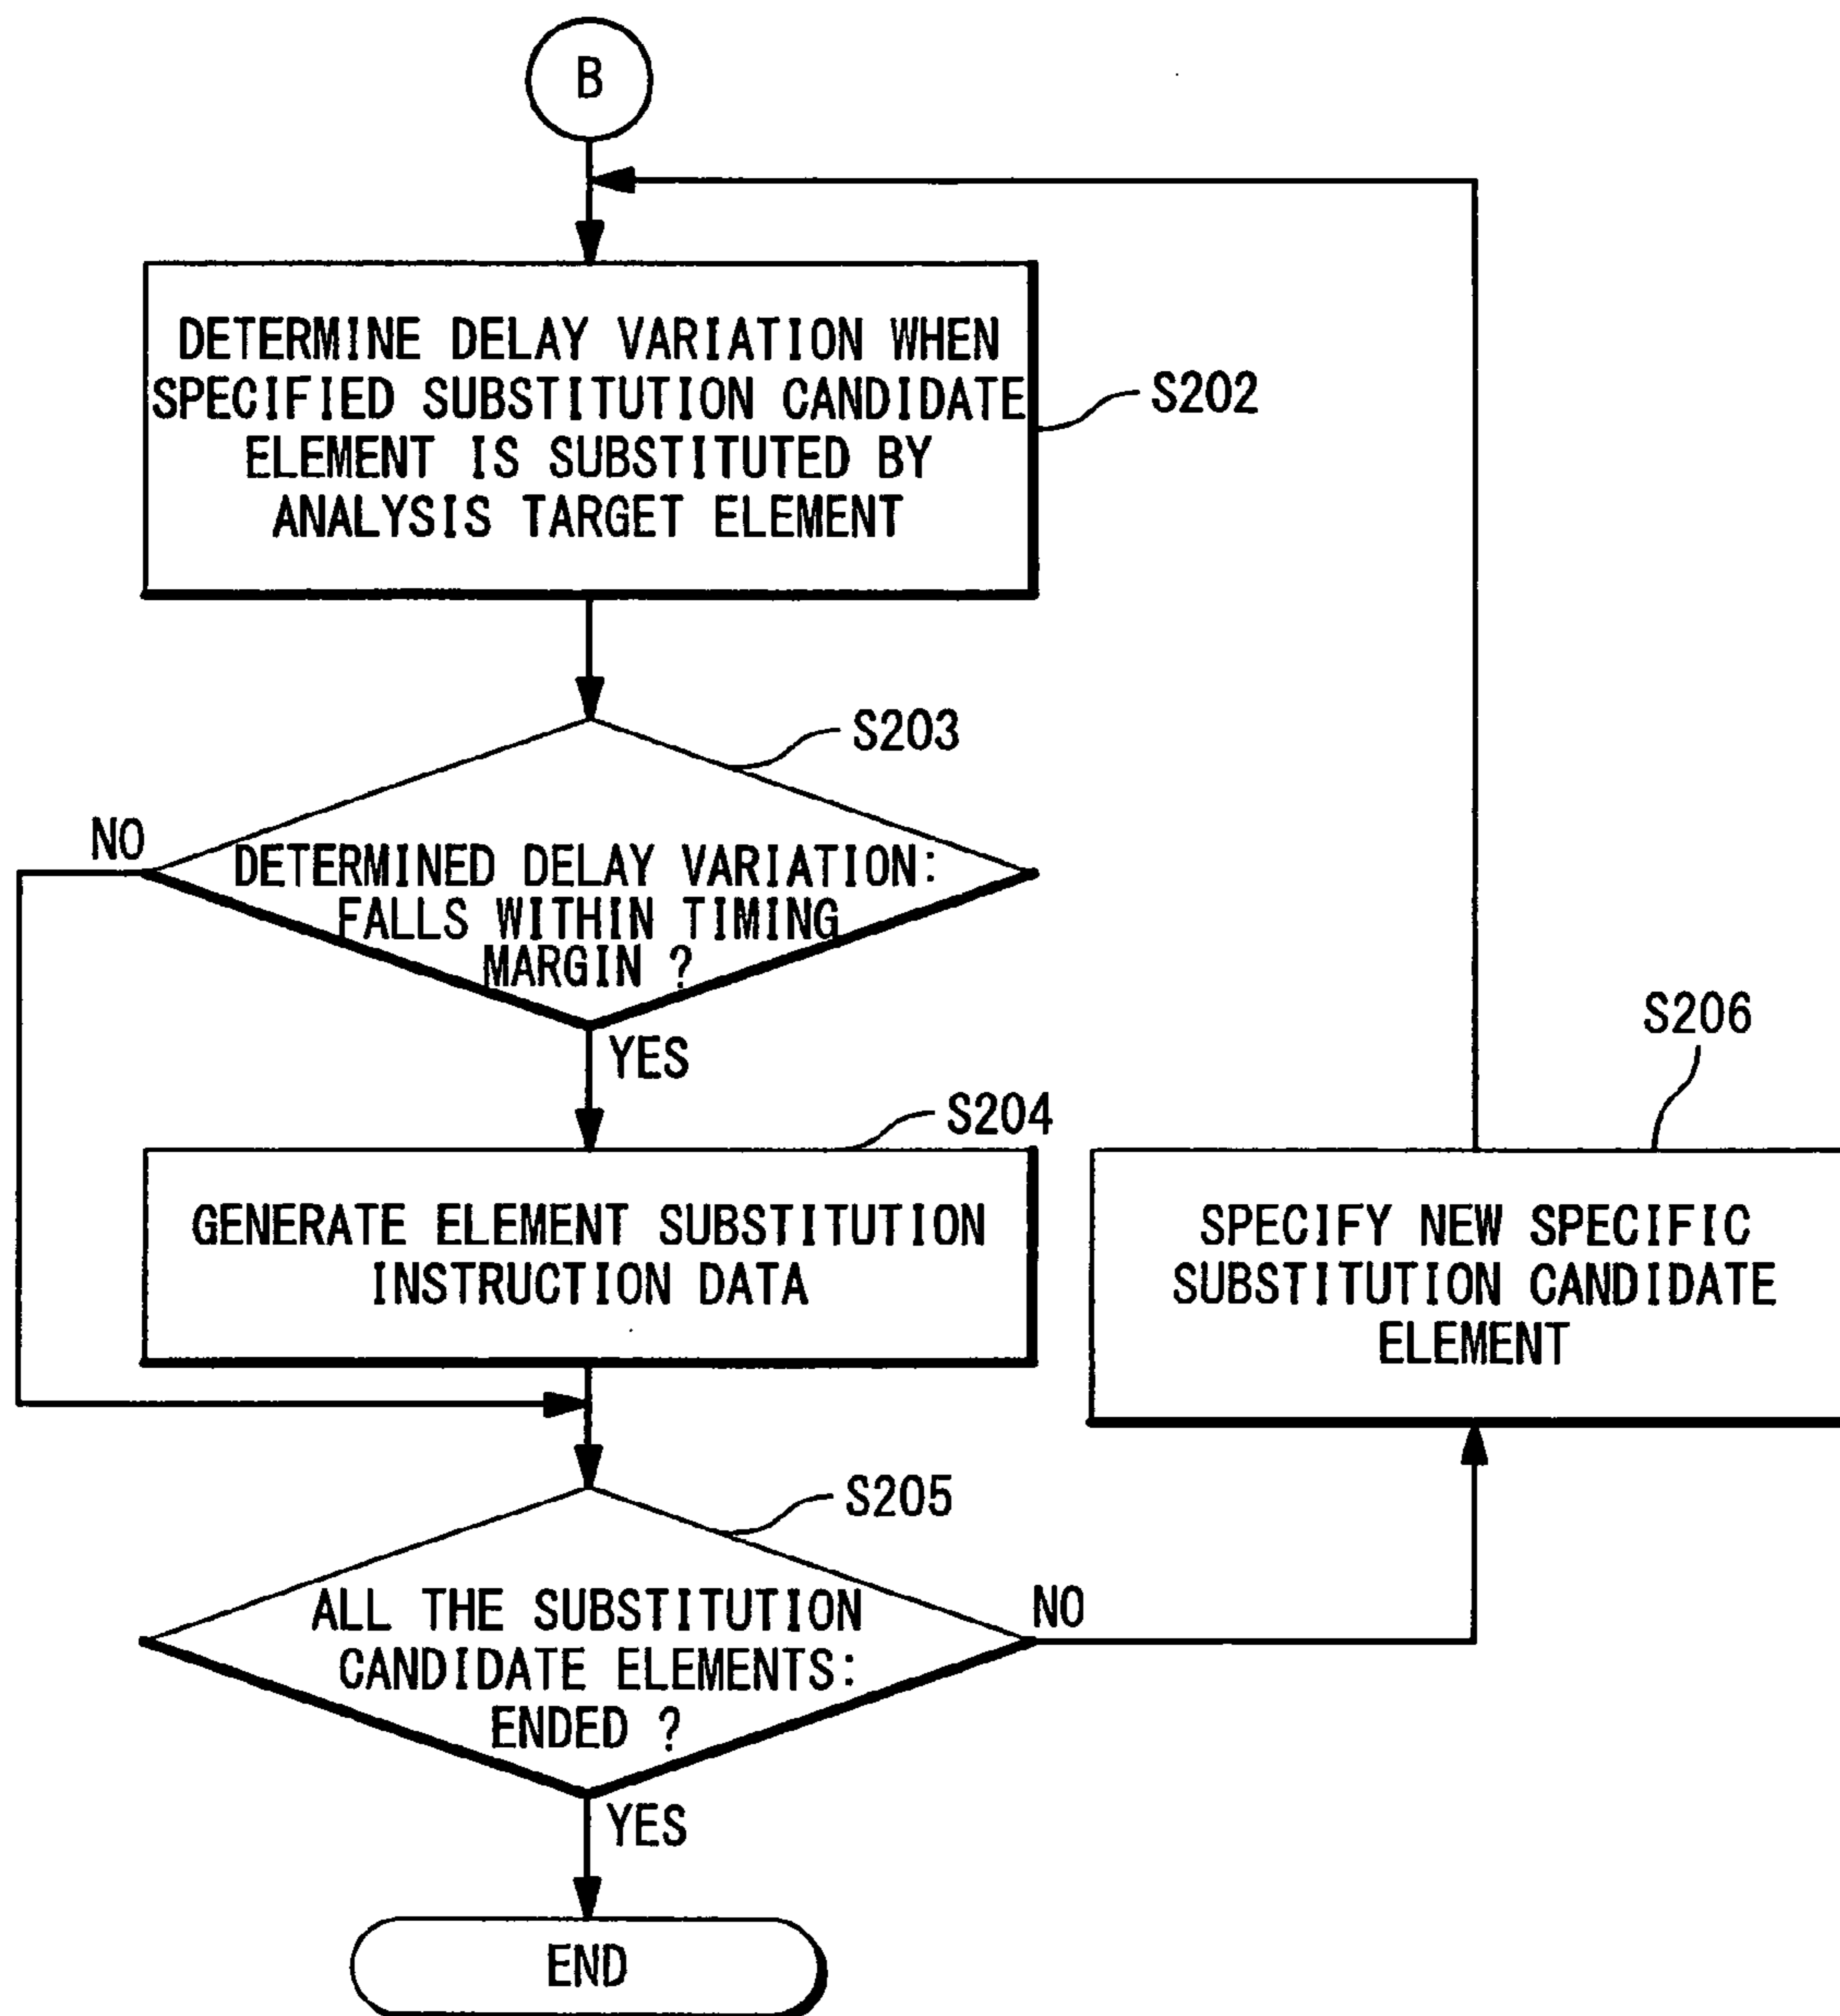 B
DETERMINE DELAY VARIATION WHEN
SPECIFIED SUBSTITUTION CANDIDATE
ELEMENT IS SUBSTITUTED BY
ANALYSIS TARGET ELEMENT
S202
S203
NO
DETERMINED DELAY VARIATION:
FALLS WITHIN TIMING
MARGIN ?
YES
S204
GENERATE ELEMENT SUBSTITUTION
INSTRUCTION DATA
S206
SPECIFY NEW SPECIFIC
SUBSTITUTION CANDIDATE
ELEMENT
S205
ALL THE SUBSTITUTION
CANDIDATE ELEMENTS:
ENDED ?
NO
YES
END